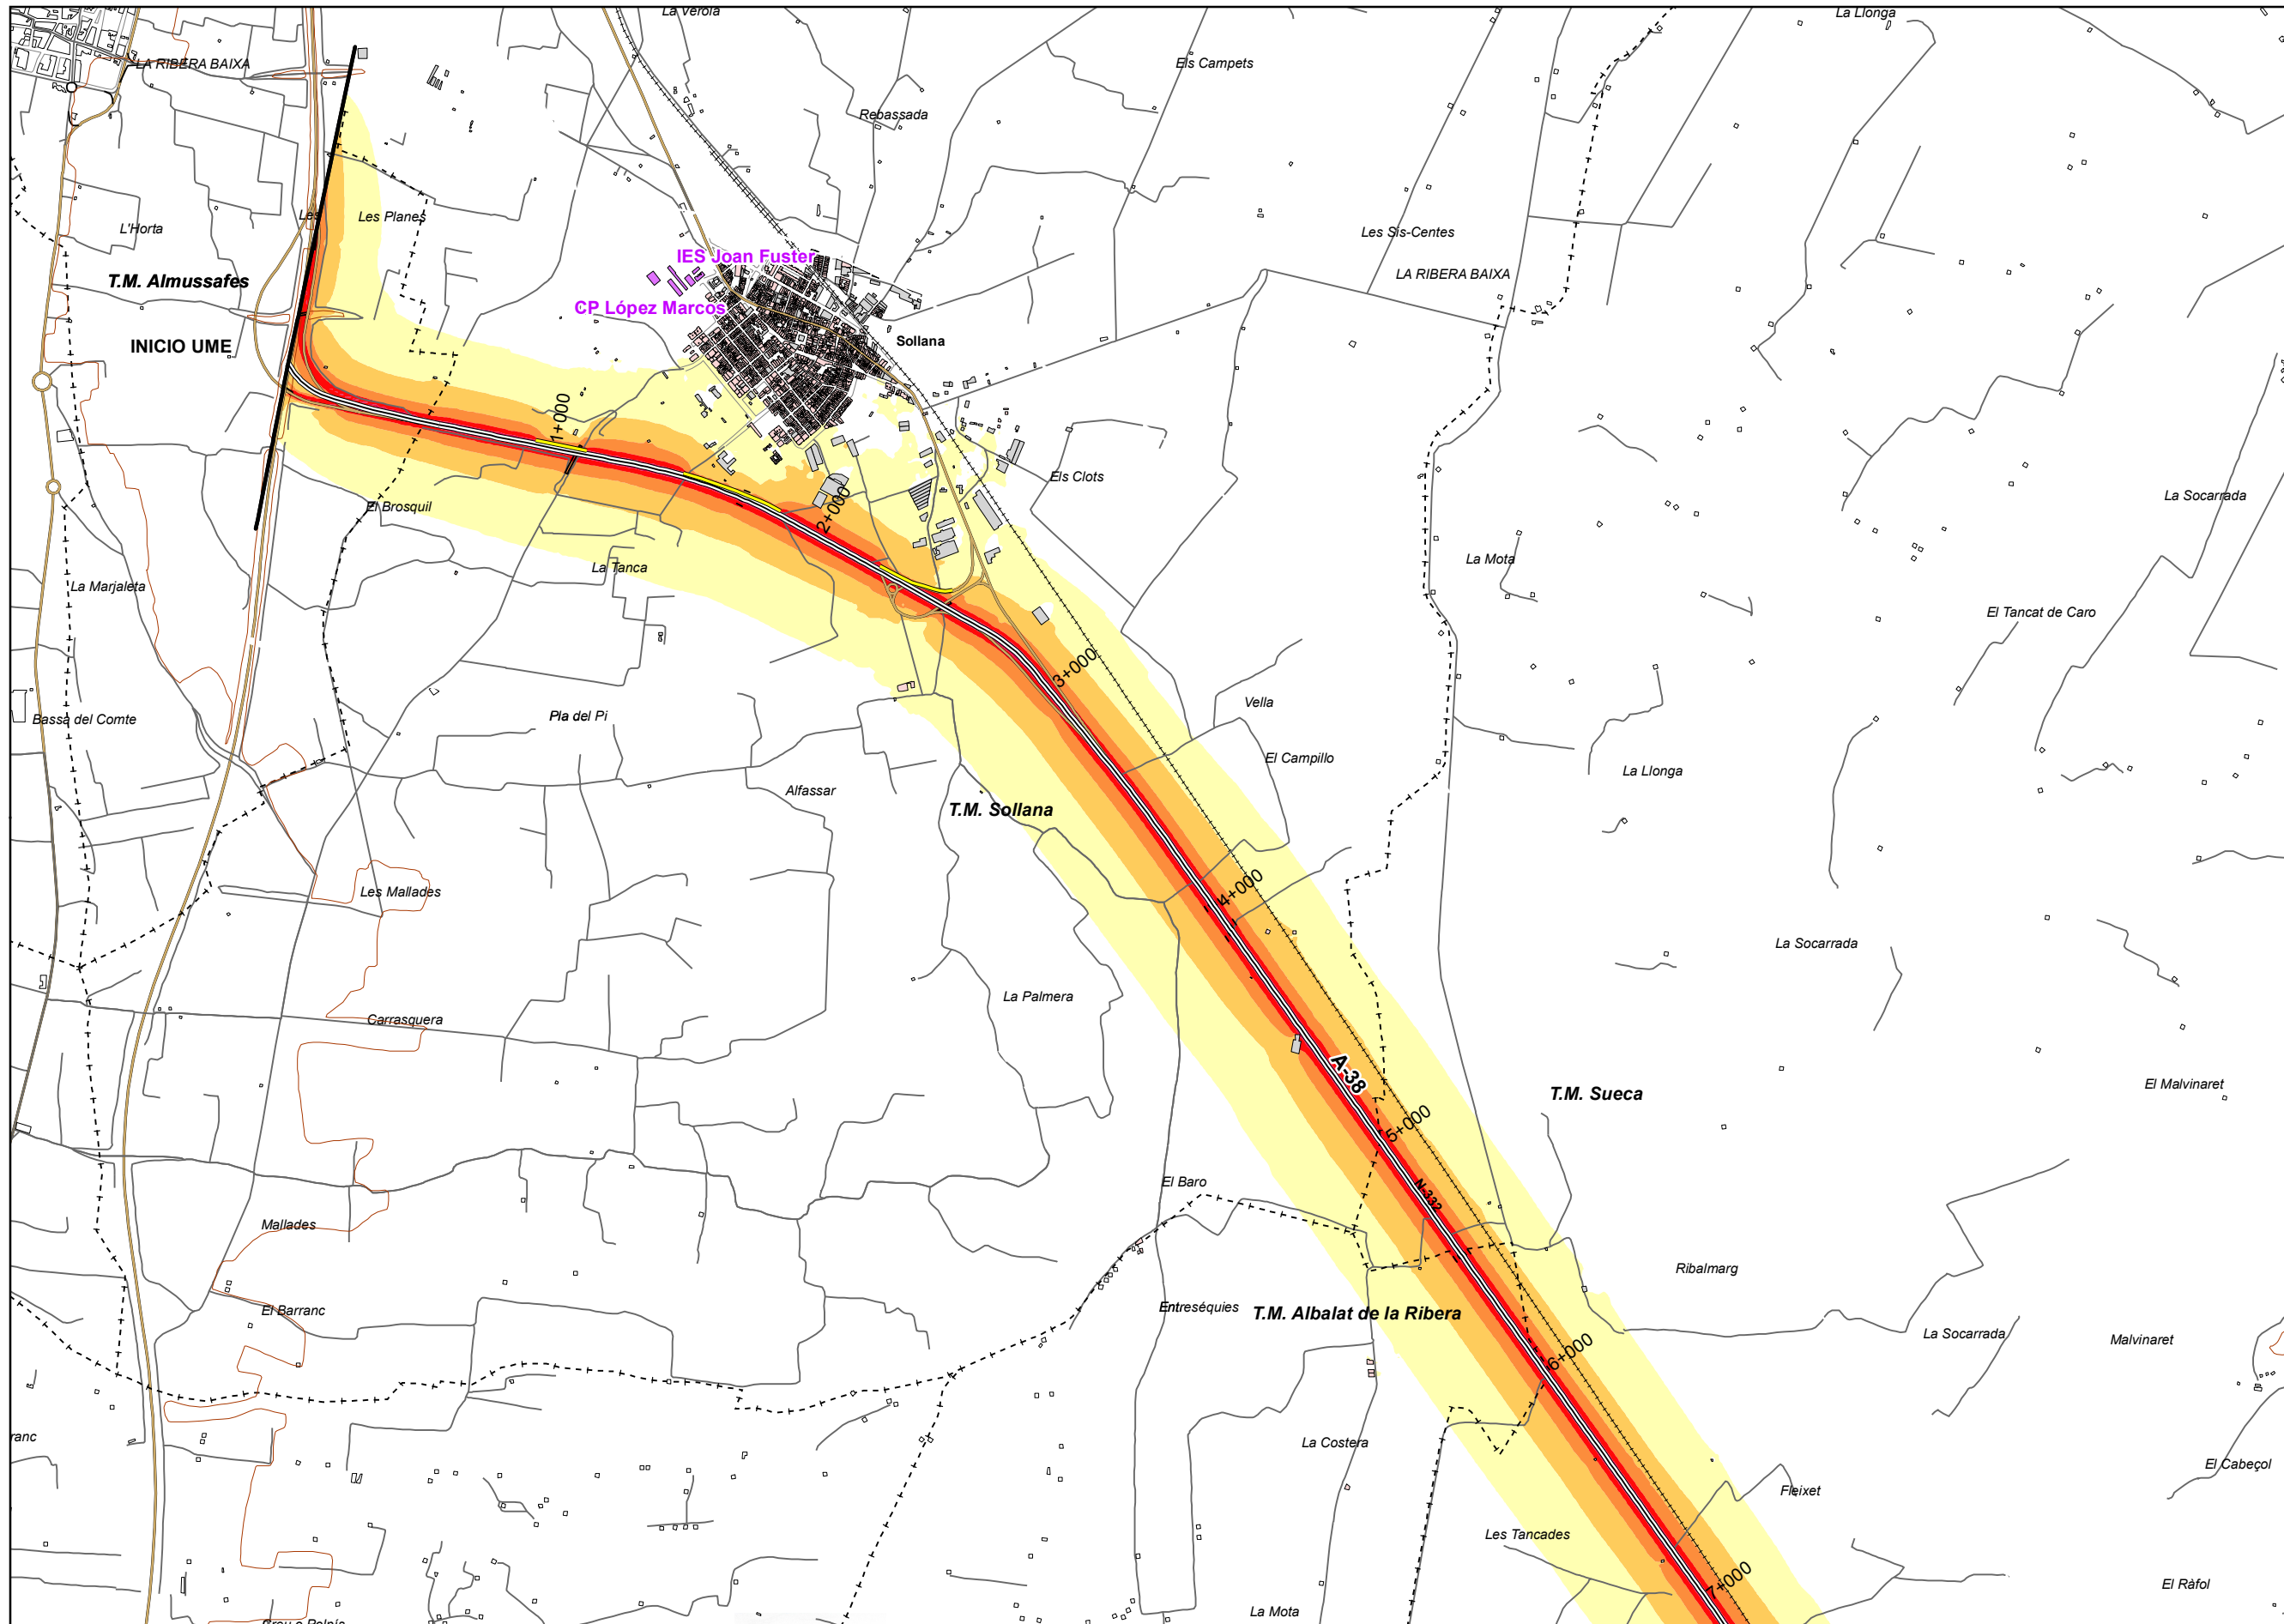 La Verola
La Llonga
LA RIBERA BAIXA
Els Campets
Rebassada
Les
Les Planes
L'Horta
Les Sis-Centes
IES Joan Fuster
LA RIBERA BAIXA
T.M. Almussafes
CP López Marcos
INICIO UME
Sollana
1+000
Els Clots
La Socarrada
El Brosquil
2+000
La Mota
La Tanca
La Marjaleta
El Tancat de Caro
3+000
Vella
Pla del Pi
Bassa del Comte
El Campillo
La Llonga
Alfassar
T.M. Sollana
4+000
Les Mallades
La Socarrada
La Palmera
Carrasquera
A-38
El Malvinaret
T.M. Sueca
5+000
El Baro
N-332
Mallades
Ribalmarg
Entreséquies
El Barranc
T.M. Albalat de la Ribera
La Socarrada
Malvinaret
6+000
ranc
La Costera
El Cabeçol
Fleixet
Les Tancades
7+000
El Ràfol
La Mota